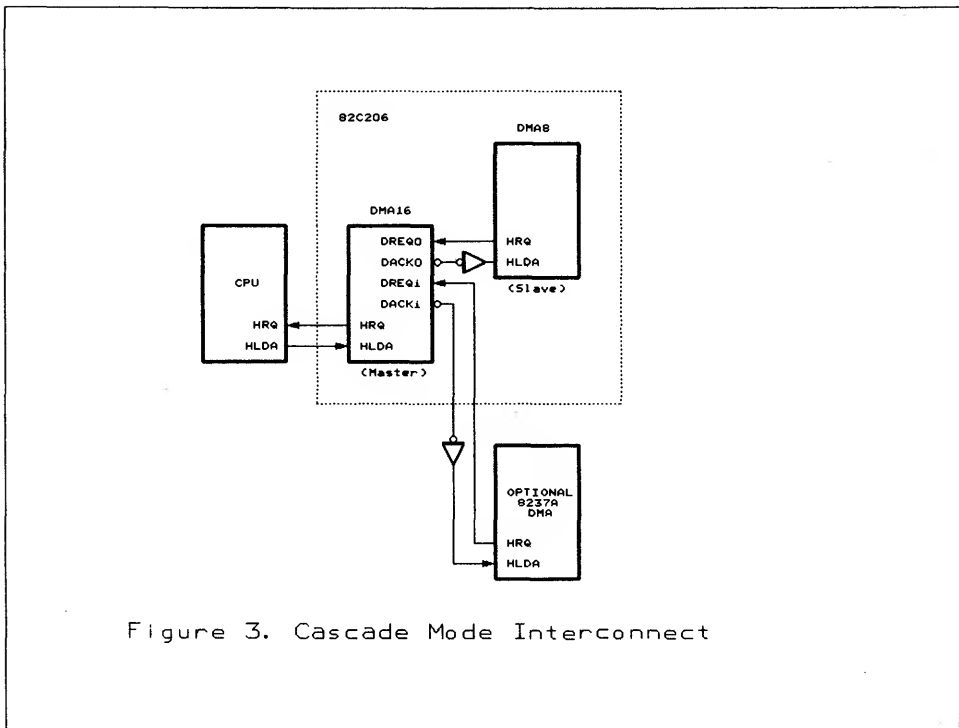 82C206
DMA8
HRQ
HLDA
(Slave)
DMA16
DREQ0
DACK0
DREQ1
DACK1
HRQ
HLDA
(Master)
CPU
HRQ
HLDA
OPTIONAL
8237A
DMA
HRQ
HLDA
Figure 3. Cascade Mode Interconnect